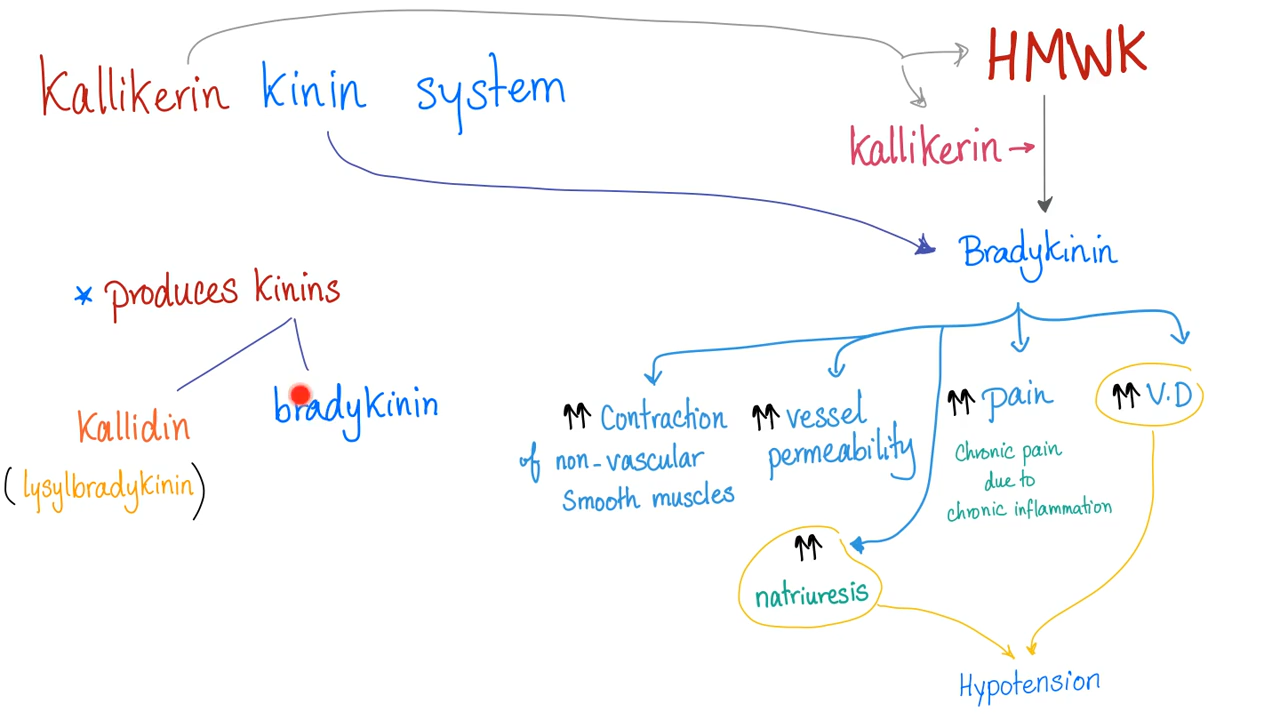 Kallikerin kinin system
HMWK
kallikerin →
Bradykinin
* produces kinins
Kallidin
(lysylbradykinin)
bradykinin
↑↑ Contraction
of non-vascular
smooth muscles
↑↑ vessel
permeability
↑↑ pain
Chronic pain
due to
chronic inflammation
↑↑ V.D
↑↑
natriuresis
Hypotension